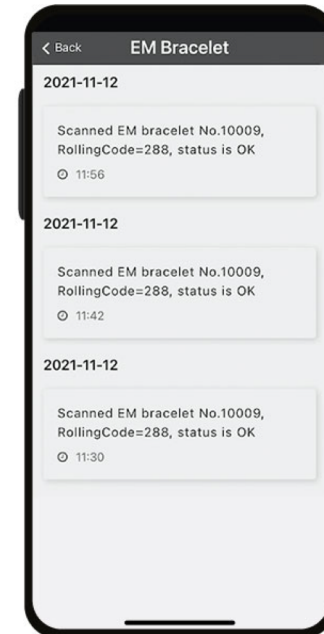 Back EM Bracelet
2021-11-12
Scanned EM bracelet No.10009,
RollingCode=288, status is OK
11:56
2021-11-12
Scanned EM bracelet No.10009,
RollingCode=288, status is OK
11:42
2021-11-12
Scanned EM bracelet No.10009,
RollingCode=288, status is OK
11:30